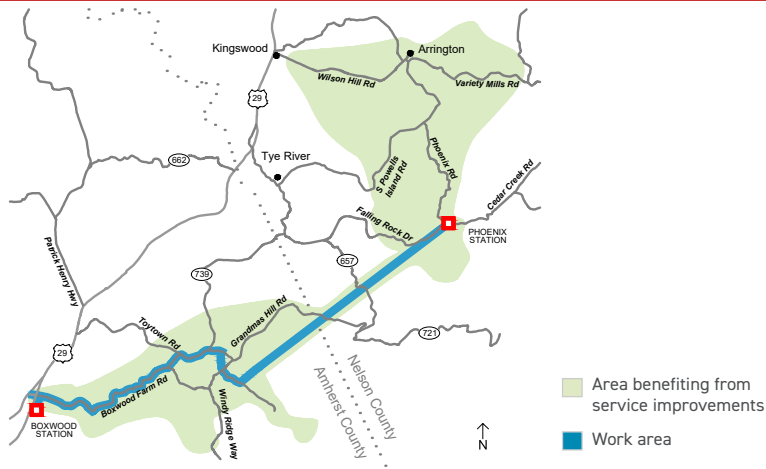 Kingswood
Arrington
Wilson Hill Rd
Variety Mills Rd
29
Tye River
662
S. Powells
Island Rd
Phoenix Rd
Cedar Creek Rd
Falling Rock Dr
PHOENIX
STATION
Patrick Henry Hwy
739
657
Grandmas Hill Rd
Toytown Rd
721
29
Boxwood Farm Rd
Windy Ridge Way
Nelson County
Amherst County
BOXWOOD
STATION
N
Area benefiting from
service improvements
Work area